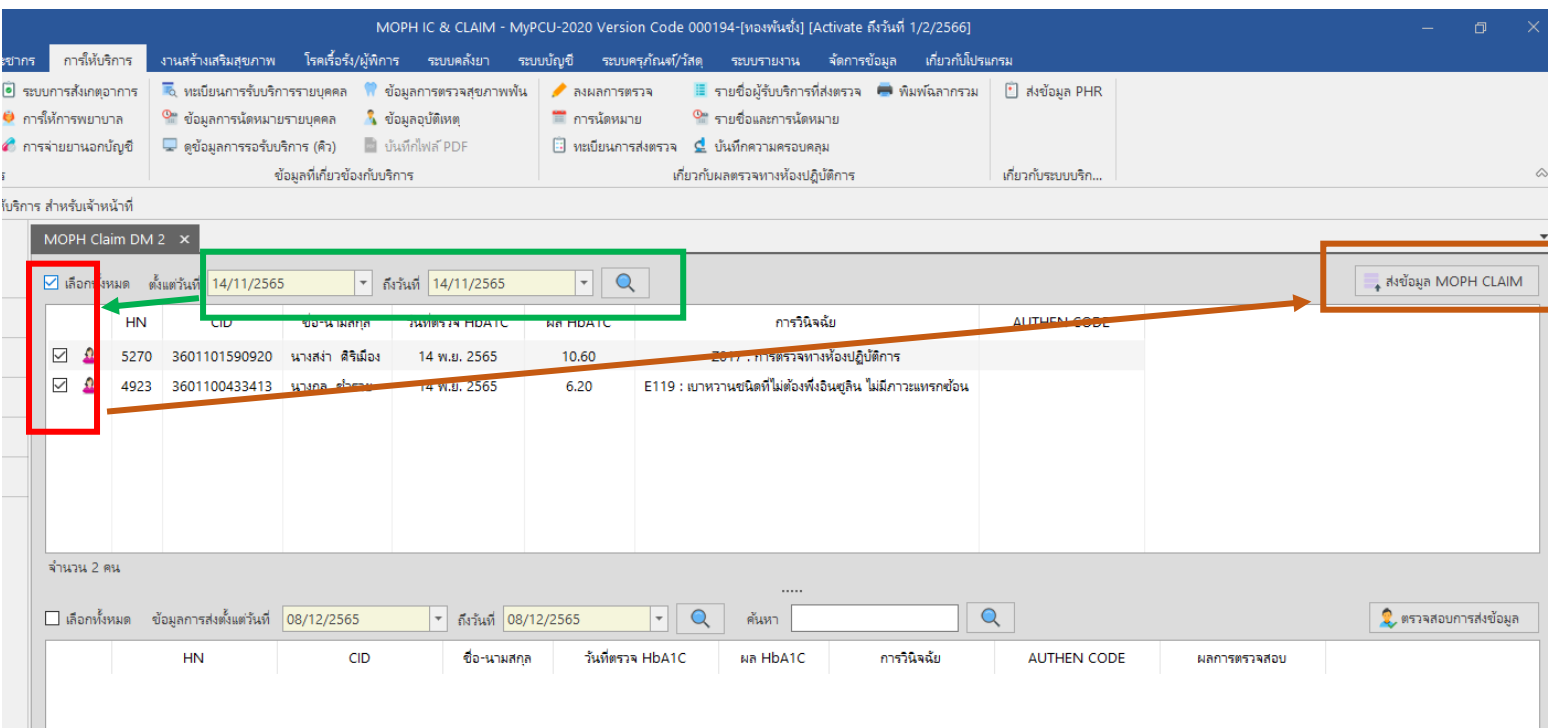 MOPH IC & CLAIM - MyPCU-2020 Version Code 000194-[ทองพันชั่ง] [Activate ถึงวันที่ 1/2/2566]
การให้บริการ งานสร้างเสริมสุขภาพ โรคเรื้อรัง/ผู้พิการ ระบบคลังยา ระบบบัญชี ระบบครุภัณฑ์/วัสดุ ระบบรายงาน จัดการข้อมูล เกี่ยวกับโปรแกรม
ระบบการสังเกตุอาการ ทะเบียนการรับบริการรายบุคคล ข้อมูลการตรวจสุขภาพฟัน ลงผลการตรวจ รายชื่อผู้รับบริการที่ส่งตรวจ พิมพ์ฉลากรวม ส่งข้อมูล PHR
การให้การพยาบาล ข้อมูลการนัดหมายรายบุคคล ข้อมูลอุบัติเหตุ การนัดหมาย รายชื่อและการนัดหมาย
การจ่ายยานอกบัญชี ดูข้อมูลการรอรับบริการ (คิว) บันทึกไฟล์ PDF ทะเบียนการส่งตรวจ บันทึกความครอบคลุม
ข้อมูลที่เกี่ยวข้องกับบริการ เกี่ยวกับผลตรวจทางห้องปฏิบัติการ เกี่ยวกับระบบบริก...
สำหรับเจ้าหน้าที่
MOPH Claim DM 2
เลือกทั้งหมด ตั้งแต่วันที่ 14/11/2565 ถึงวันที่ 14/11/2565 ส่งข้อมูล MOPH CLAIM
HN CID ชื่อ-นามสกุล วันที่ตรวจ HbA1C ผล HbA1C การวินิจฉัย AUTHEN CODE
5270 3601101590920 นางสง่า ศิริเมือง 14 พ.ย. 2565 10.60 Z017 : การตรวจทางห้องปฏิบัติการ
4923 3601100433413 14 พ.ย. 2565 6.20 E119 : เบาหวานชนิดที่ไม่ต้องพึ่งอินซูลิน ไม่มีภาวะแทรกซ้อน
จำนวน 2 คน
เลือกทั้งหมด ข้อมูลการส่งตั้งแต่วันที่ 08/12/2565 ถึงวันที่ 08/12/2565 ค้นหา ตรวจสอบการส่งข้อมูล
HN CID ชื่อ-นามสกุล วันที่ตรวจ HbA1C ผล HbA1C การวินิจฉัย AUTHEN CODE ผลการตรวจสอบ